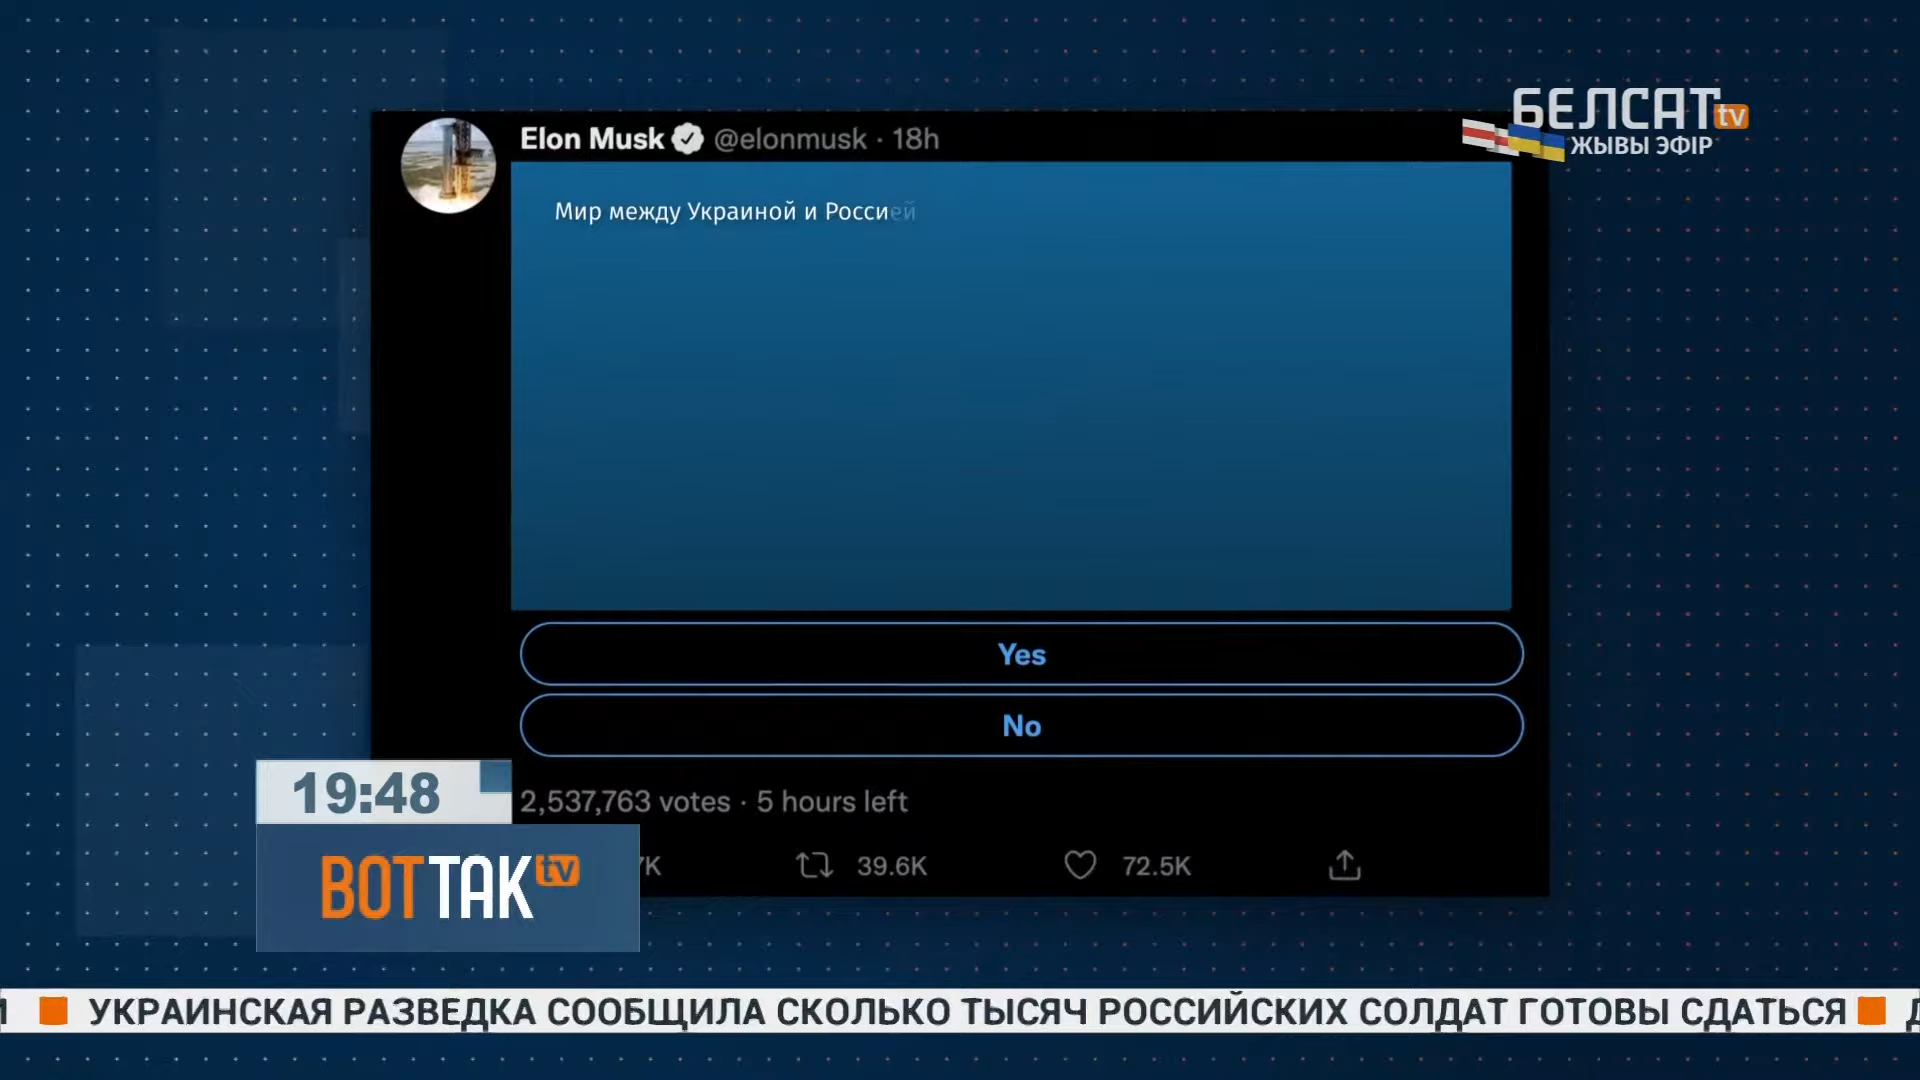 БЕЛСАТ tv
ЖЫВЫ ЭФІР
Elon Musk @elonmusk · 18h
Мир между Украиной и Россией
Yes
No
2,537,763 votes · 5 hours left
39.6K 72.5K
19:48
ВОТ ТАК tv
УКРАИНСКАЯ РАЗВЕДКА СООБЩИЛА СКОЛЬКО ТЫСЯЧ РОССИЙСКИХ СОЛДАТ ГОТОВЫ СДАТЬСЯ